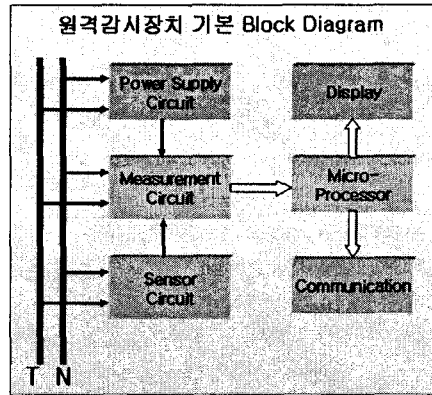 원격감시장치 기본 Block Diagram
Power Supply
Circuit
Display
Measurement
Circuit
Micro-
Processor
Sensor
Circuit
Communication
T N